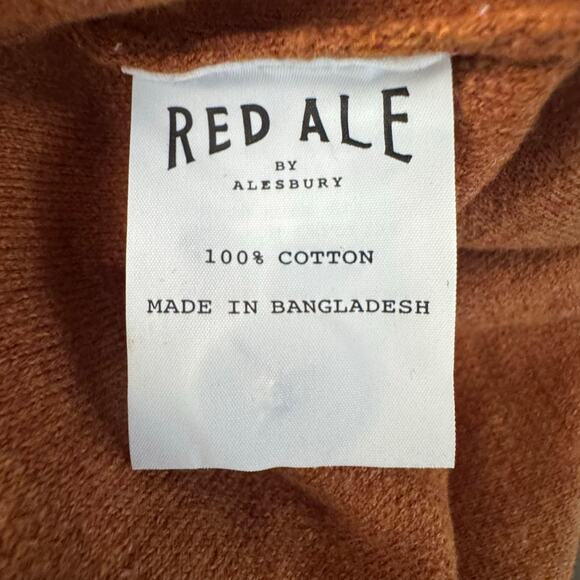 RED ALE
BY
ALESBURY
100% COTTON
MADE IN BANGLADESH